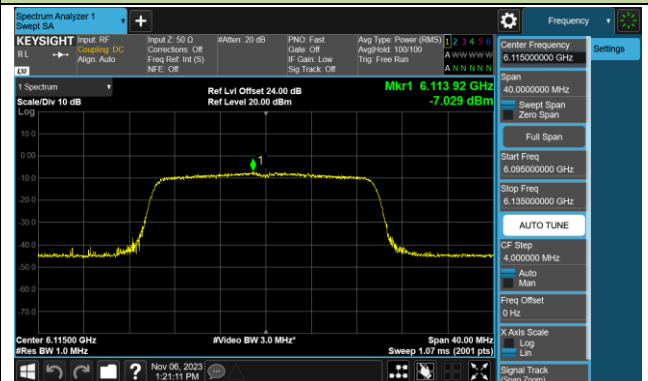 Spectrum Analyzer 1
Swept SA
Frequency
KEYSIGHT
Input: RF
Coupling: DC
Align: Auto
Input Z: 50 Ω
Corrections: Off
Freq Ref: Int (S)
NFE: Off
#Atten: 20 dB
PNO: Fast
Gate: Off
IF Gain: Low
Sig Track: Off
Avg Type: Power (RMS)
Avg|Hold: 100/100
Trig: Free Run
1 2 3 4 5 6
A W W W W W
A N N N N N
RL
LXI
1 Spectrum
Scale/Div 10 dB
Log
Ref Lvl Offset 24.00 dB
Ref Level 20.00 dBm
Mkr1 6.113 92 GHz
-7.029 dBm
10.0
0.00
-10.0
-20.0
-30.0
-40.0
-50.0
-60.0
-70.0
1
Center 6.11500 GHz
#Res BW 1.0 MHz
#Video BW 3.0 MHz*
Span 40.00 MHz
Sweep 1.07 ms (2001 pts)
Nov 06, 2023
1:21:11 PM
Center Frequency
6.115000000 GHz
Span
40.0000000 MHz
Swept Span
Zero Span
Full Span
Start Freq
6.095000000 GHz
Stop Freq
6.135000000 GHz
AUTO TUNE
CF Step
4.000000 MHz
Auto
Man
Freq Offset
0 Hz
X Axis Scale
Log
Lin
Signal Track
(Span Zoom)
Settings